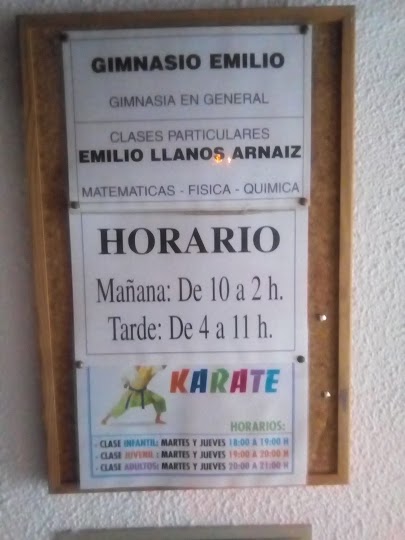 GIMNASIO EMILIO
GIMNASIA EN GENERAL
CLASES PARTICULARES
EMILIO LLANOS ARNAIZ
MATEMATICAS - FISICA - QUIMICA
HORARIO
Mañana: De 10 a 2 h.
Tarde: De 4 a 11 h.
KARATE
HORARIOS:
- CLASE INFANTIL: MARTES Y JUEVES 18:00 A 19:00 H
- CLASE JUVENIL : MARTES Y JUEVES 19:00 A 20:00 H
- CLASE ADULTOS: MARTES Y JUEVES 20:00 A 21:00 H